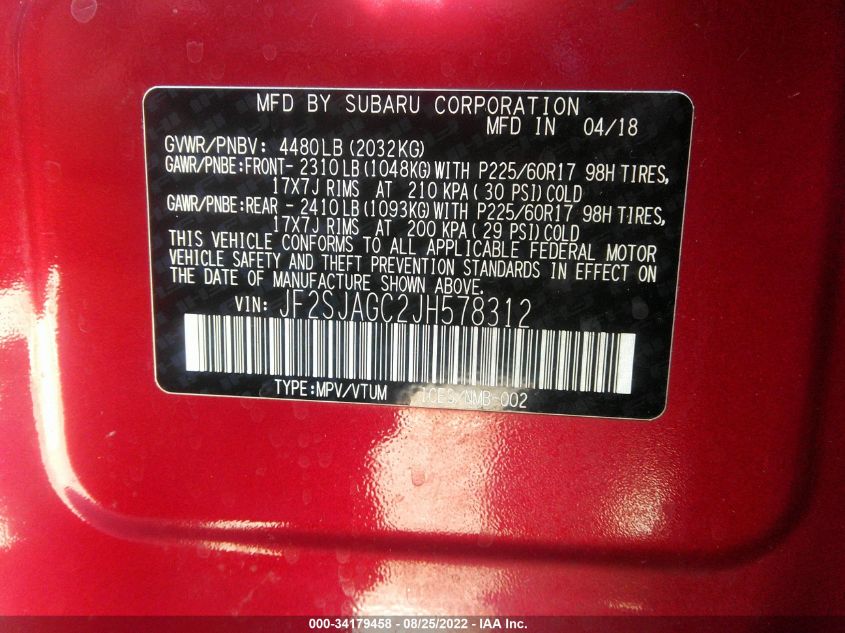 MFD BY SUBARU CORPORATION
MFD IN 04/18
GVWR/PNBV: 4480LB(2032KG)
GAWR/PNBE:FRONT- 2310LB(1048KG)WITH P225/60R17 98H TIRES,
17X7J RIMS AT 210 KPA( 30 PSI)COLD
GAWR/PNBE:REAR - 2410LB(1093KG)WITH P225/60R17 98H TIRES,
17X7J RIMS AT 200 KPA( 29 PSI)COLD
THIS VEHICLE CONFORMS TO ALL APPLICABLE FEDERAL MOTOR
VEHICLE SAFETY AND THEFT PREVENTION STANDARDS IN EFFECT ON
THE DATE OF MANUFACTURE SHOWN ABOVE.
VIN: JF2SJAGC2JH578312
TYPE:MPV/VTUM ICES/NMB-002
000-34179458 - 08/25/2022 - IAAI Inc.